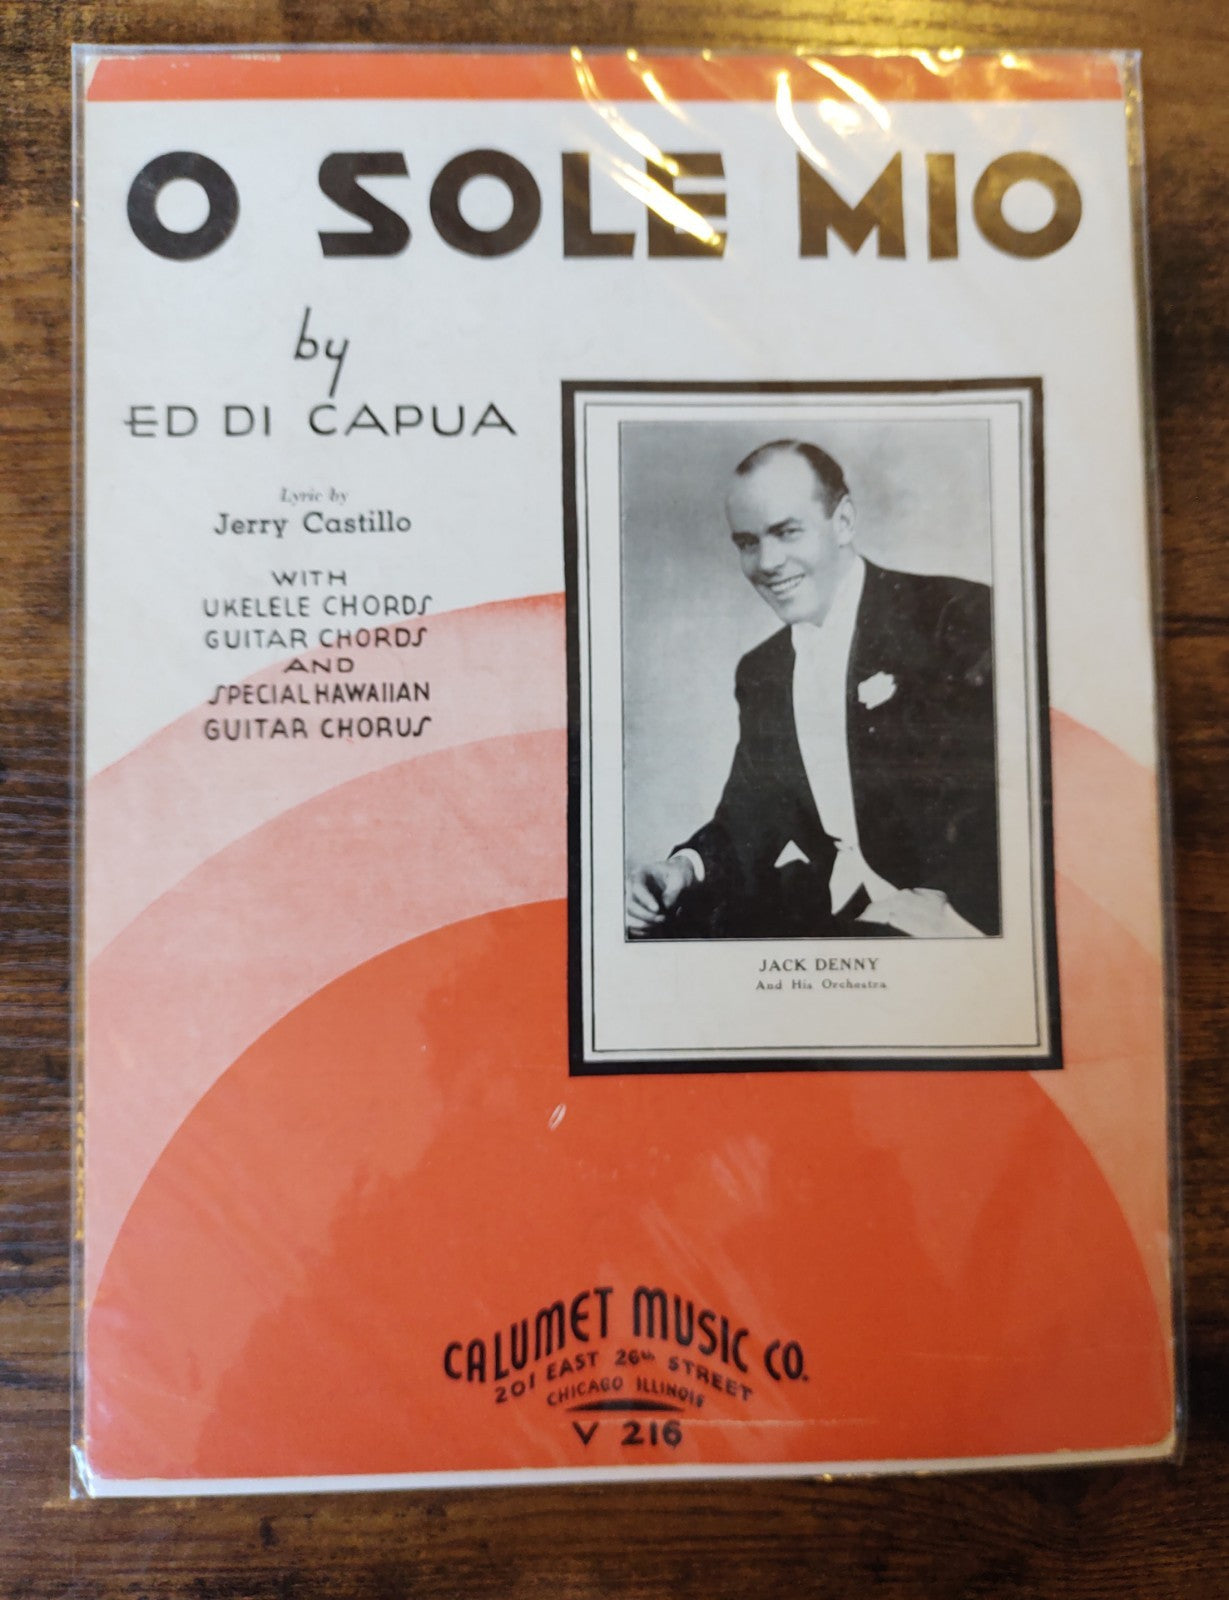 O SOLE MIO
by
ED DI CAPUA
Lyric by
Jerry Castillo
WITH
UKELELE CHORDS
GUITAR CHORDS
AND
SPECIAL HAWAIIAN
GUITAR CHORUS
JACK DENNY
And His Orchestra
CALUMET MUSIC CO.
201 EAST 26th STREET
CHICAGO ILLINOIS
V 216